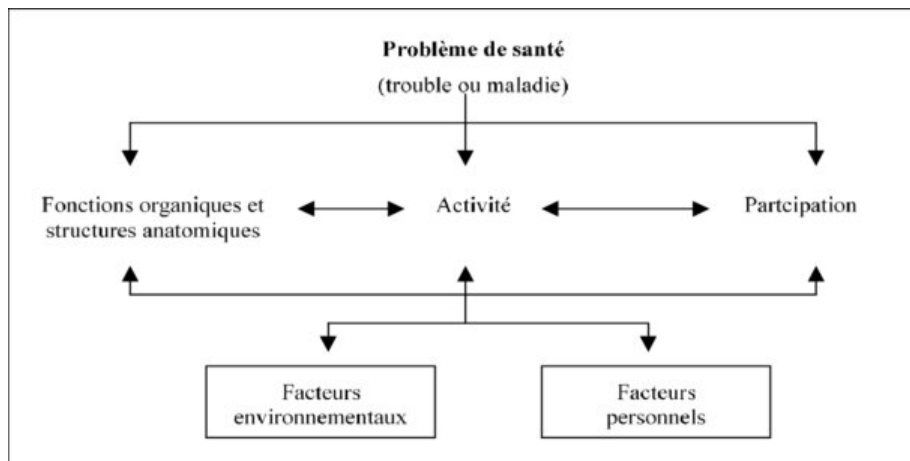 Problème de santé
(trouble ou maladie)
Fonctions organiques et
structures anatomiques
Activité
Partcipation
Facteurs
environnementaux
Facteurs
personnels